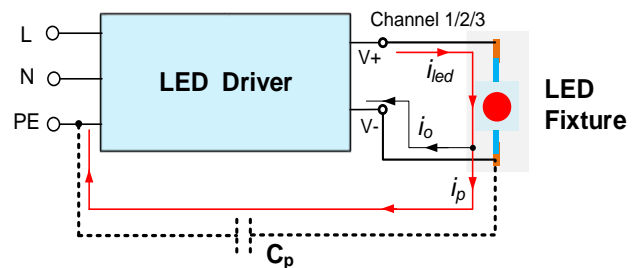 Channel 1/2/3
L
V+
N
LED Driver
i_led
LED
Fixture
PE
V-
i_o
i_p
C_p